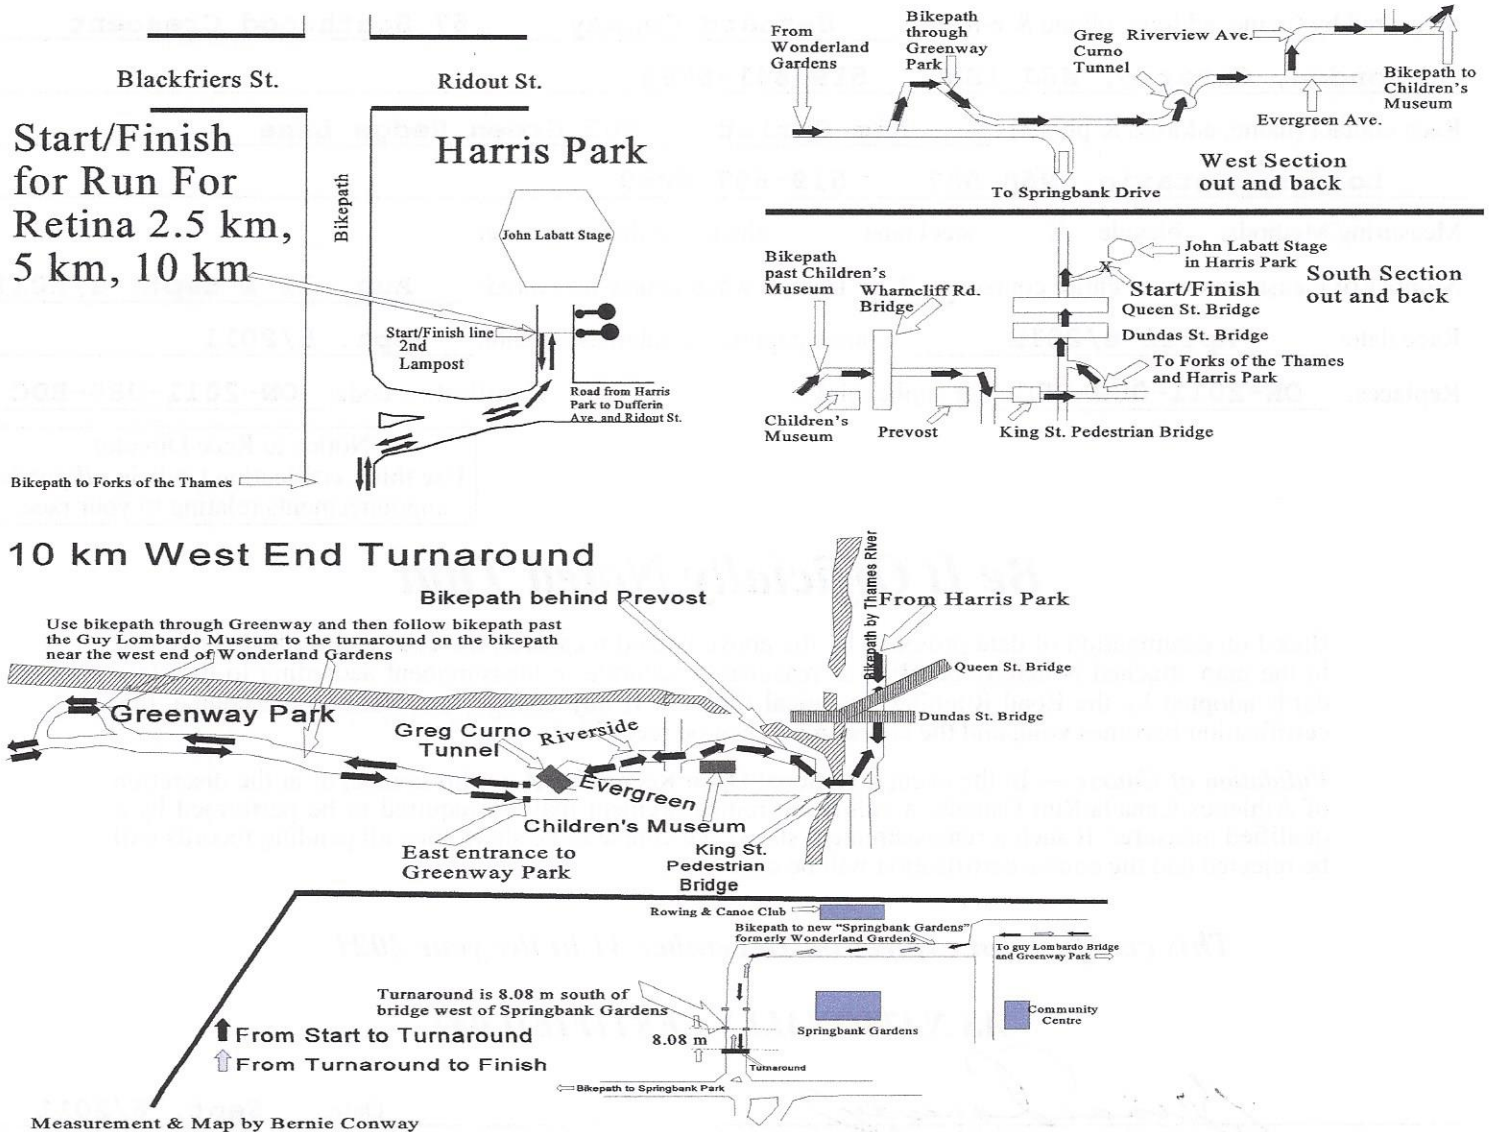 Blackfriers St.
Ridout St.
Start/Finish
for Run For
Retina 2.5 km,
5 km, 10 km
Bikepath
Harris Park
John Labatt Stage
Start/Finish line
2nd
Lampost
Road from Harris
Park to Dufferin
Ave. and Ridout St.
Bikepath to Forks of the Thames
From
Wonderland
Gardens
Bikepath
through
Greenway
Park
Greg
Curno
Tunnel
Riverview Ave.
Bikepath to
Children's
Museum
Evergreen Ave.
West Section
out and back
To Springbank Drive
Bikepath
past Children's
Museum
Wharncliff Rd.
Bridge
John Labatt Stage
in Harris Park
X
Start/Finish
Queen St. Bridge
Dundas St. Bridge
South Section
out and back
To Forks of the Thames
and Harris Park
Children's
Museum
Prevost
King St. Pedestrian Bridge
10 km West End Turnaround
Bikepath behind Prevost
Use bikepath through Greenway and then follow bikepath past
the Guy Lombardo Museum to the turnaround on the bikepath
near the west end of Wonderland Gardens
Bikepath by Thames River
From Harris Park
Queen St. Bridge
Dundas St. Bridge
Greenway Park
Greg Curno
Tunnel
Riverside
Evergreen
Children's Museum
East entrance to
Greenway Park
King St.
Pedestrian
Bridge
Rowing & Canoe Club
Bikepath to new "Springbank Gardens"
formerly Wonderland Gardens
To guy Lombardo Bridge
and Greenway Park
Turnaround is 8.08 m south of
bridge west of Springbank Gardens
8.08 m
Springbank Gardens
Community
Centre
Turnaround
From Start to Turnaround
From Turnaround to Finish
Bikepath to Springbank Park
Measurement & Map by Bernie Conway